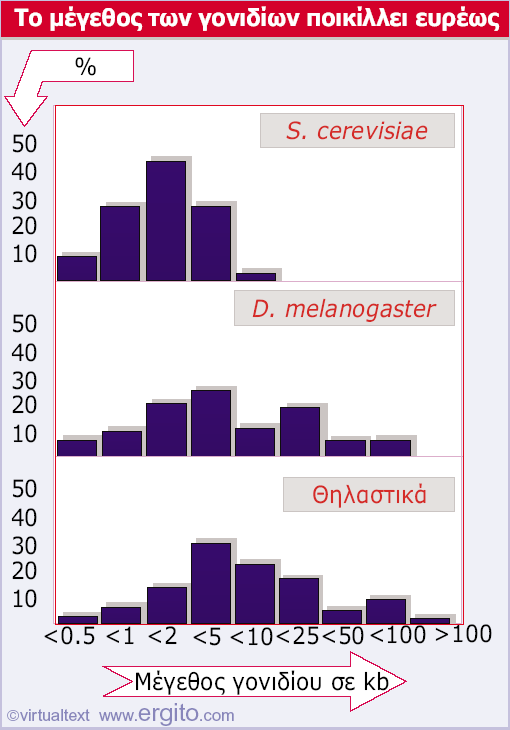 Το μέγεθος των γονιδίων ποικίλλει ευρέως
%
S. cerevisiae
50
40
30
20
10
D. melanogaster
50
40
30
20
10
Θηλαστικά
50
40
30
20
10
<0.5 <1 <2 <5 <10 <25 <50 <100 >100
Μέγεθος γονιδίου σε kb
©virtualtext www.ergito.com